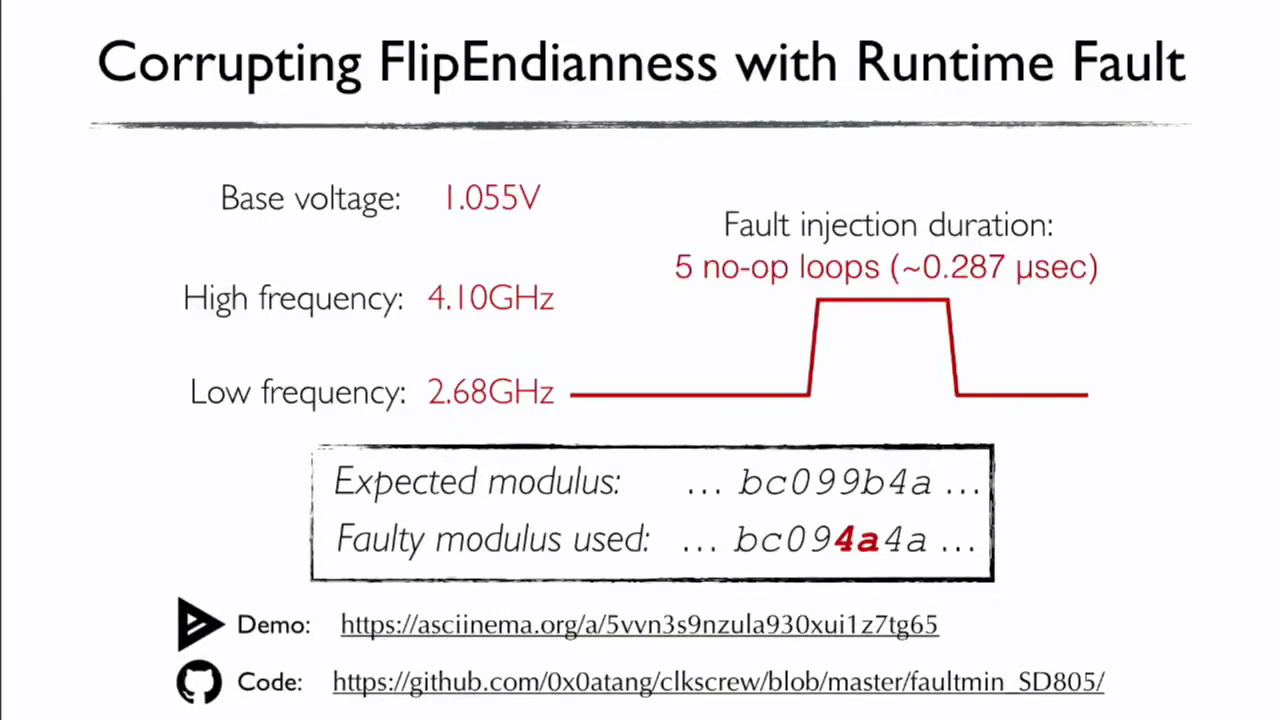 Corrupting FlipEndianness with Runtime Fault
Base voltage: 1.055V
Fault injection duration:
5 no-op loops (~0.287 µsec)
High frequency: 4.10GHz
Low frequency: 2.68GHz
Expected modulus: ... bc099b4a ...
Faulty modulus used: ... bc094a4a ...
Demo: https://asciinema.org/a/5vvn3s9nzula930xui1z7tg65
Code: https://github.com/0x0atang/clkscrew/blob/master/faultmin_SD805/